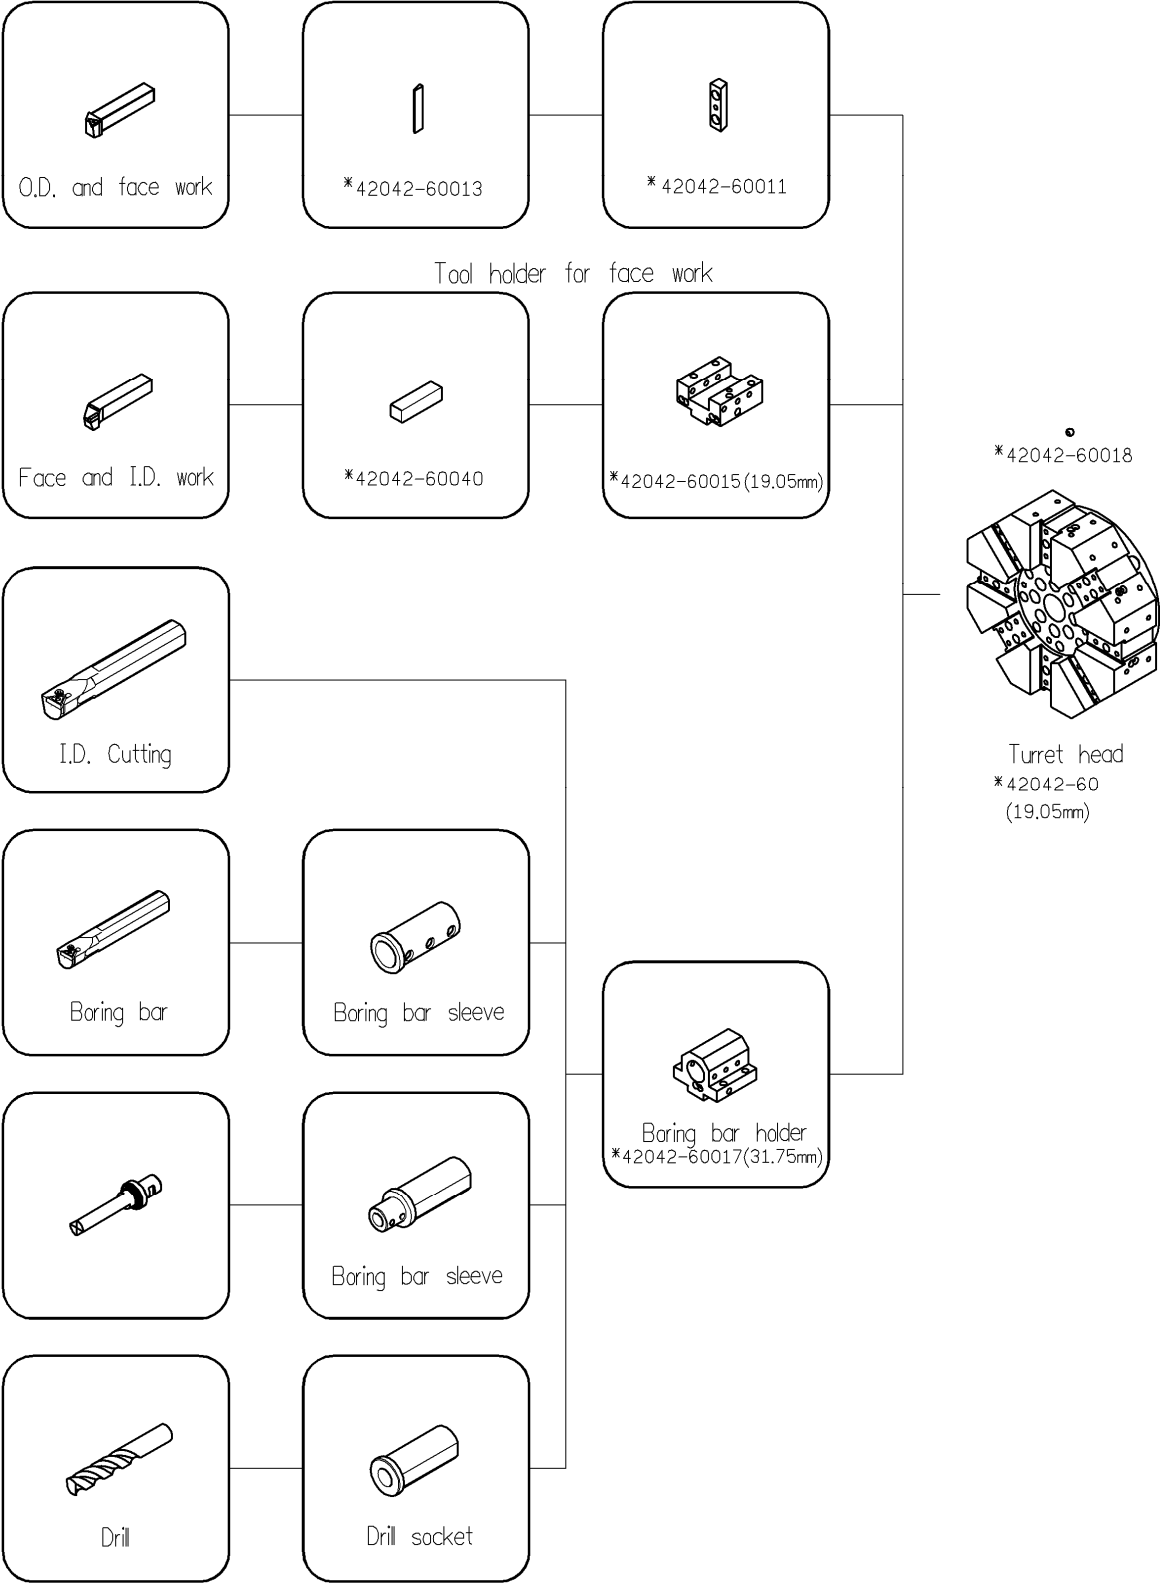 O.D. and face work
*42042-60013
*42042-60011
Tool holder for face work
Face and I.D. work
*42042-60040
*42042-60015(19.05mm)
*42042-60018
I.D. Cutting
Turret head
*42042-60
(19.05mm)
Boring bar
Boring bar sleeve
Boring bar holder
*42042-60017(31.75mm)
Boring bar sleeve
Drill
Drill socket